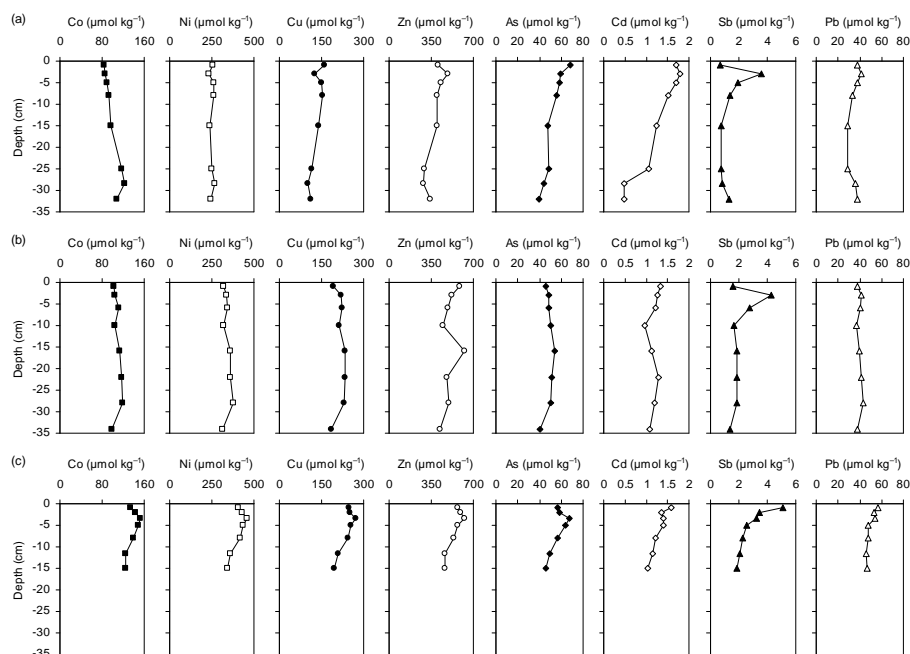 (a)
Co (µmol kg⁻¹) Ni (µmol kg⁻¹) Cu (µmol kg⁻¹) Zn (µmol kg⁻¹) As (µmol kg⁻¹) Cd (µmol kg⁻¹) Sb (µmol kg⁻¹) Pb (µmol kg⁻¹)
0 80 160 0 250 500 0 100 200 300 0 350 700 0 20 40 60 80 0 0.5 1 1.5 2 0 2 4 6 0 20 40 60 80
Depth (cm)
0
-5
-10
-15
-20
-25
-30
-35
(b)
Co (µmol kg⁻¹) Ni (µmol kg⁻¹) Cu (µmol kg⁻¹) Zn (µmol kg⁻¹) As (µmol kg⁻¹) Cd (µmol kg⁻¹) Sb (µmol kg⁻¹) Pb (µmol kg⁻¹)
0 80 160 0 250 500 0 100 200 300 0 350 700 0 20 40 60 80 0 0.5 1 1.5 2 0 2 4 6 0 20 40 60 80
Depth (cm)
0
-5
-10
-15
-20
-25
-30
-35
(c)
Co (µmol kg⁻¹) Ni (µmol kg⁻¹) Cu (µmol kg⁻¹) Zn (µmol kg⁻¹) As (µmol kg⁻¹) Cd (µmol kg⁻¹) Sb (µmol kg⁻¹) Pb (µmol kg⁻¹)
0 80 160 0 250 500 0 100 200 300 0 350 700 0 20 40 60 80 0 0.5 1 1.5 2 0 2 4 6 0 20 40 60 80
Depth (cm)
0
-5
-10
-15
-20
-25
-30
-35